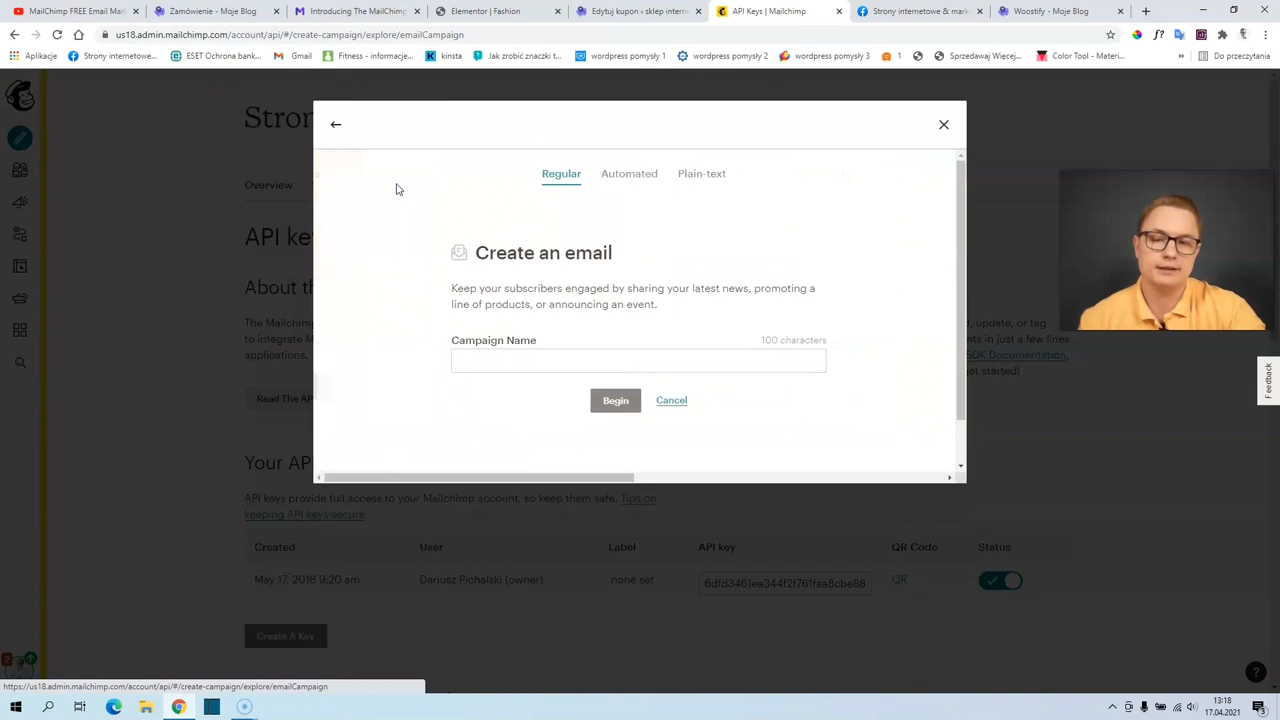 MailChimp FREE Email M
Zamówienie - Moje Blog
Introducing The MailChim
Elementor | Fashion
Edytuj kupon ‹ sklep intern
API Keys | Mailchimp
Strony internetowe & mark
Woostify — Moje Blog
us18.admin.mailchimp.com/account/api/#/create-campaign/explore/emailCampaign
Aplikacje
Strony internetowe...
ESET Ochrona bank...
Gmail
Fitness - informacje...
kinsta
Jak zrobić znaczki t...
wordpress pomysły 1
wordpress pomysły 2
wordpress pomysły 3
1
Sprzedawaj Więcej...
Color Tool - Materi...
»
Do przeczytania
Stron
Overview
API ke
About th
The Mailchim
to integrate M
applications.
Read The AP
, update, or tag
nts in just a few lines
SDK Documentation,
get started!
Regular
Automated
Plain-text
Create an email
Keep your subscribers engaged by sharing your latest news, promoting a
line of products, or announcing an event.
Campaign Name
100 characters
Begin
Cancel
Feedback
Your AP
API keys provide full access to your Mailchimp account, so keep them safe. Tips on
keeping API keys secure.
Created
User
Label
API key
QR Code
Status
May 17, 2018 9:20 am
Dariusz Pichalski (owner)
none set
6dfd3461ea344f2f761faa8cbe88
QR
Create A Key
7
https://us18.admin.mailchimp.com/account/api/#/create-campaign/explore/emailCampaign
13:18
17.04.2021
3